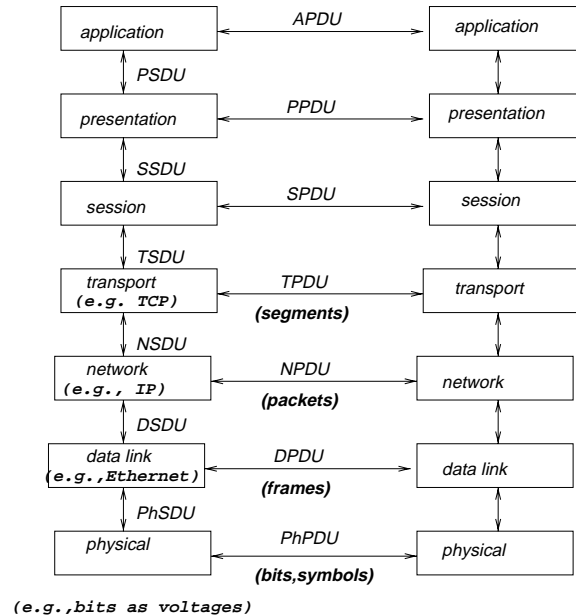 application APDU application
PSDU
presentation PPDU presentation
SSDU
session SPDU session
TSDU
transport TPDU transport
(e.g. TCP) (segments)
NSDU
network NPDU network
(e.g., IP) (packets)
DSDU
data link DPDU data link
(e.g.,Ethernet) (frames)
PhSDU
physical PhPDU physical
(bits,symbols)
(e.g.,bits as voltages)